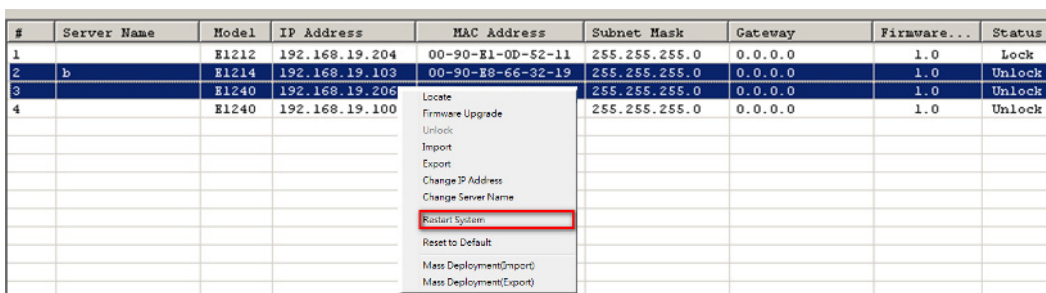 # Server Name Model IP Address MAC Address Subnet Mask Gateway Firmware... Status
1 E1212 192.168.19.204 00-90-E1-0D-52-11 255.255.255.0 0.0.0.0 1.0 Lock
2 b E1214 192.168.19.103 00-90-E8-66-32-19 255.255.255.0 0.0.0.0 1.0 Unlock
3 E1240 192.168.19.206 255.255.255.0 0.0.0.0 1.0 Unlock
4 E1240 192.168.19.100 255.255.255.0 0.0.0.0 1.0 Unlock
Locate
Firmware Upgrade
Unlock
Import
Export
Change IP Address
Change Server Name
Restart System
Reset to Default
Mass Deployment(Import)
Mass Deployment(Export)